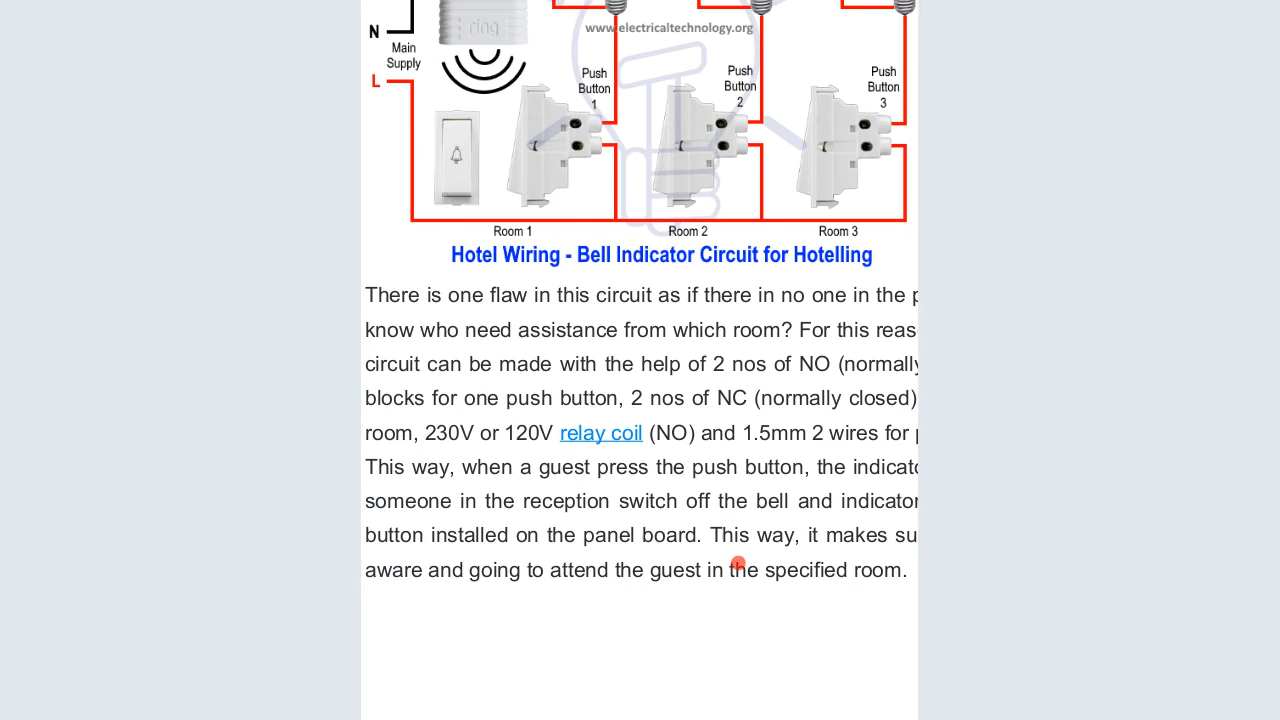 N
Main
Supply
L
ring
www.electricaltechnology.org
Push
Button
1
Push
Button
2
Push
Button
3
Room 1
Room 2
Room 3
Hotel Wiring - Bell Indicator Circuit for Hotelling
There is one flaw in this circuit as if there in no one in the
know who need assistance from which room? For this
circuit can be made with the help of 2 nos of NO (normally
blocks for one push button, 2 nos of NC (normally closed)
room, 230V or 120V relay coil (NO) and 1.5mm 2 wires for
This way, when a guest press the push button, the
someone in the reception switch off the bell and indicator
button installed on the panel board. This way, it makes
aware and going to attend the guest in the specified room.